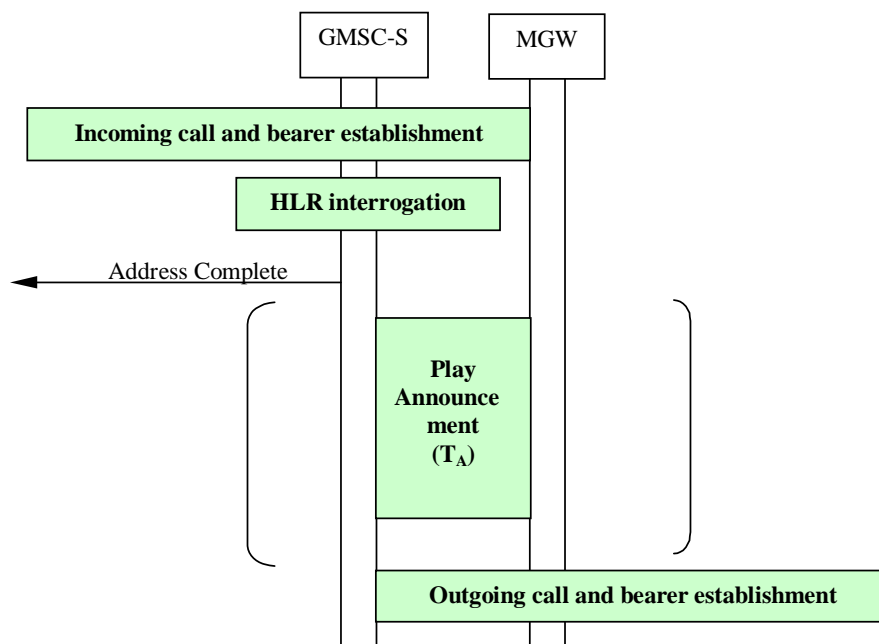 GMSC-S
MGW
Incoming call and bearer establishment
HLR interrogation
Address Complete
Play
Announce
ment
(TA)
Outgoing call and bearer establishment